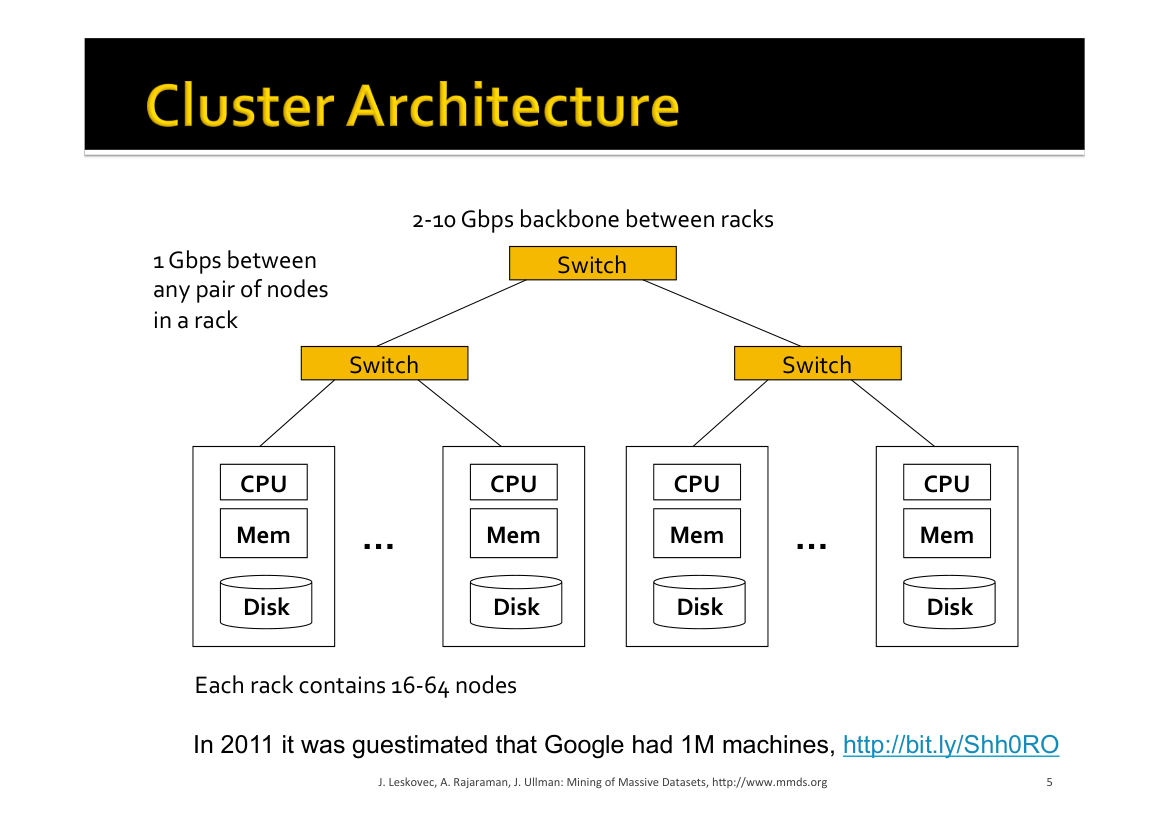 Cluster Architecture
2-10 Gbps backbone between racks
1 Gbps between
any pair of nodes
in a rack
Switch
Switch
Switch
CPU
Mem
Disk
…
CPU
Mem
Disk
CPU
Mem
Disk
…
CPU
Mem
Disk
Each rack contains 16-64 nodes
In 2011 it was guestimated that Google had 1M machines, http://bit.ly/Shh0RO
J. Leskovec, A. Rajaraman, J. Ullman: Mining of Massive Datasets, http://www.mmds.org
5